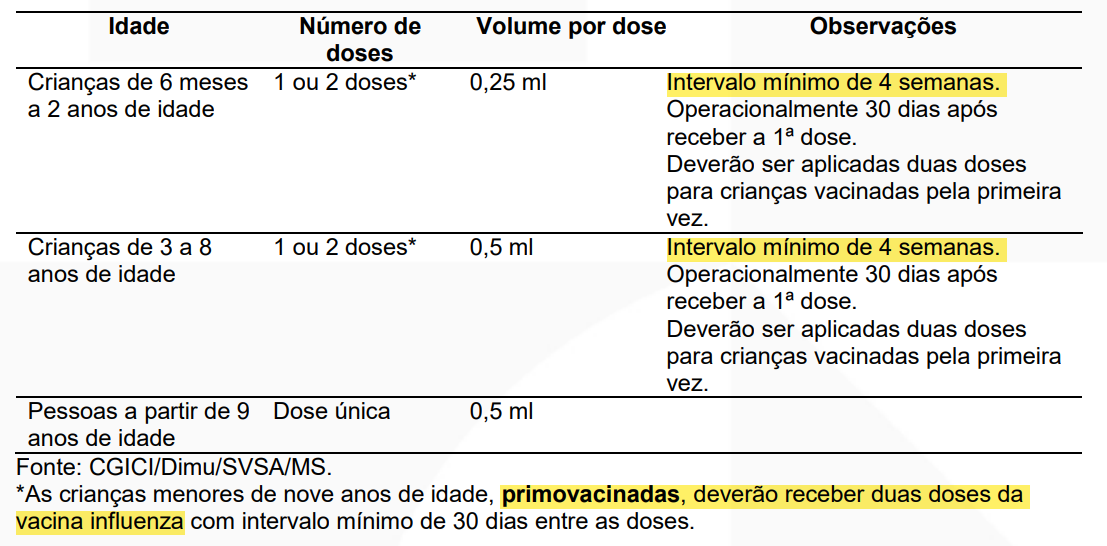 Idade Número de doses Volume por dose Observações
Crianças de 6 meses a 2 anos de idade 1 ou 2 doses* 0,25 ml Intervalo mínimo de 4 semanas.
Operacionalmente 30 dias após
receber a 1ª dose.
Deverão ser aplicadas duas doses
para crianças vacinadas pela primeira
vez.
Crianças de 3 a 8 anos de idade 1 ou 2 doses* 0,5 ml Intervalo mínimo de 4 semanas.
Operacionalmente 30 dias após
receber a 1ª dose.
Deverão ser aplicadas duas doses
para crianças vacinadas pela primeira
vez.
Pessoas a partir de 9 anos de idade Dose única 0,5 ml
Fonte: CGICI/Dimu/SVSA/MS.
*As crianças menores de nove anos de idade, primovacinadas, deverão receber duas doses da
vacina influenza com intervalo mínimo de 30 dias entre as doses.